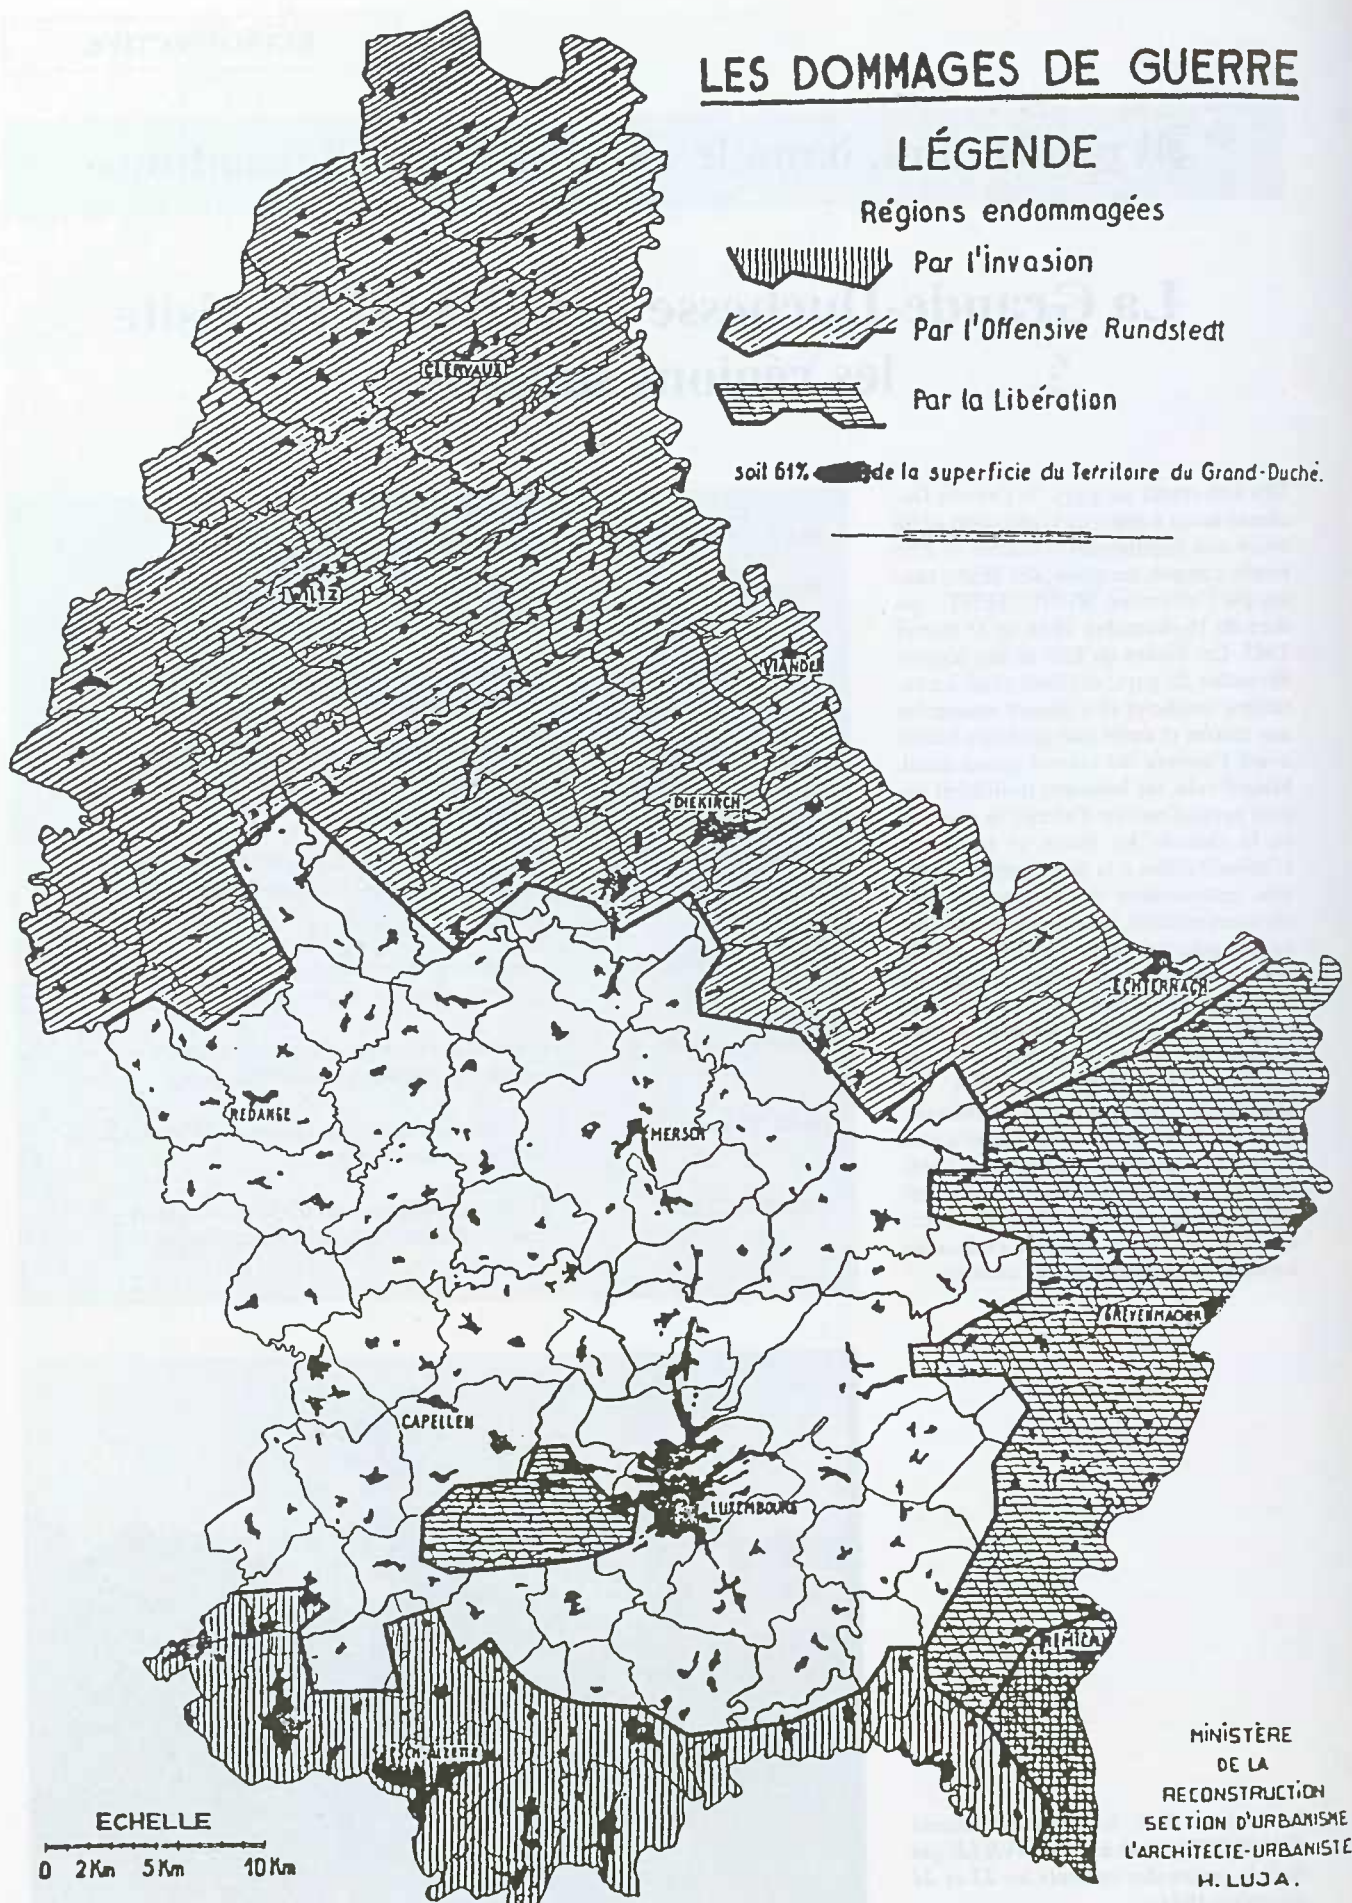 LES DOMMAGES DE GUERRE
LÉGENDE
Régions endommagées
Par l'invasion
Par l'Offensive Rundstedt
Par la Libération
soit 61% de la superficie du Territoire du Grand-Duché.
CLERVAUX
WILTZ
VIANDEN
DIEKIRCH
ECHTERNACH
REDANGE
MERSCH
GREVENMACHER
CAPELLEN
LUXEMBOURG
REMICH
ESCH-ALZETTE
ECHELLE
0 2Km 5Km 10Km
MINISTÈRE
DE LA
RECONSTRUCTION
SECTION D'URBANISME
L'ARCHITECTE-URBANISTE
H. LUJA.